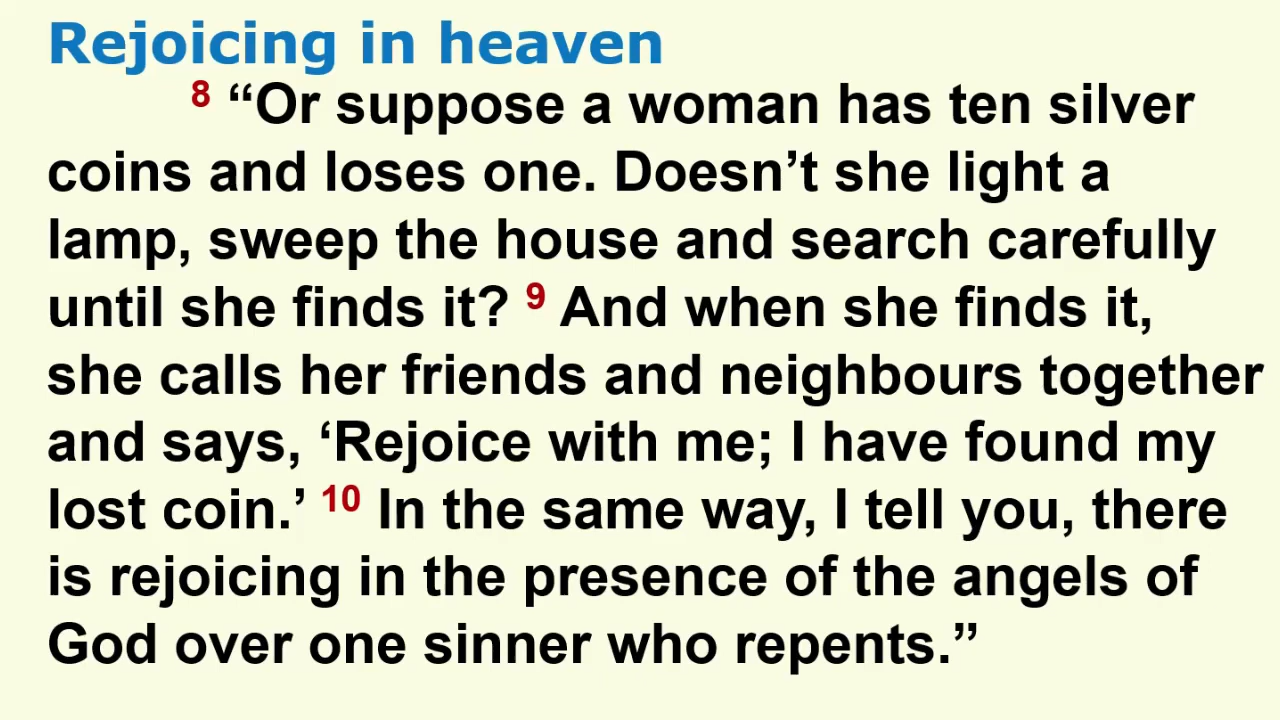 Rejoicing in heaven
8 “Or suppose a woman has ten silver
coins and loses one. Doesn’t she light a
lamp, sweep the house and search carefully
until she finds it? 9 And when she finds it,
she calls her friends and neighbours together
and says, ‘Rejoice with me; I have found my
lost coin.’ 10 In the same way, I tell you, there
is rejoicing in the presence of the angels of
God over one sinner who repents.”